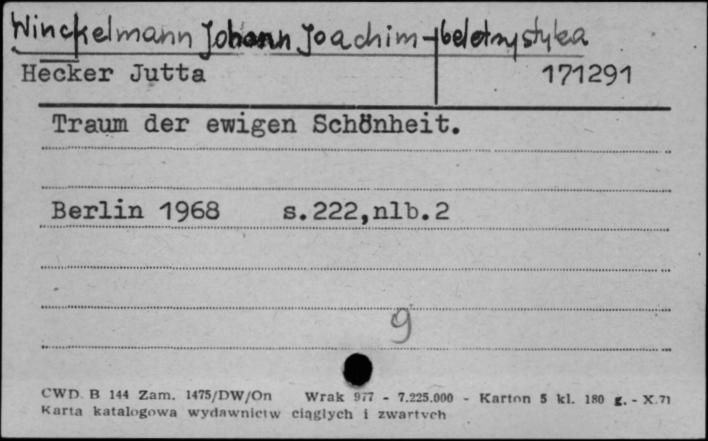 Winckelmann Johann Joachim - beletrystyka
Hecker Jutta 171291
Traum der ewigen Schönheit.
Berlin 1968 s.222,nlb.2
9
CWD. B 144 Zam. 1475/DW/On Wrak 977 - 7.225.000 - Karton 5 kl. 180 g. - X.71
Karta katalogowa wydawnictw ciąglych i zwartych